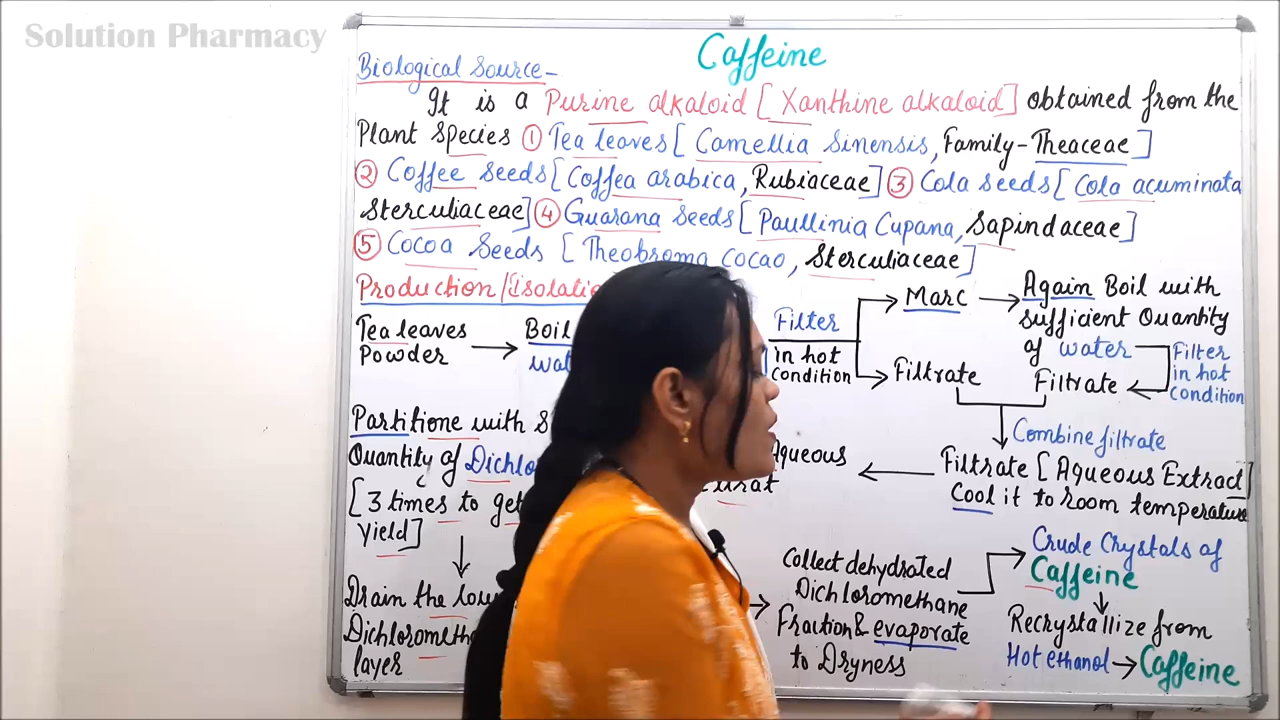 Solution Pharmacy
Caffeine
Biological Source-
It is a Purine alkaloid [Xanthine alkaloid] obtained from the
Plant species ① Tea leaves [Camellia Sinensis, Family-Theaceae]
② Coffee seeds [Coffea arabica, Rubiaceae] ③ Cola seeds [Cola acuminata
Sterculiaceae] ④ Guarana seeds [Paullinia Cupana, Sapindaceae]
⑤ Cocoa Seeds [Theobroma cocao, Sterculiaceae]
Production/
Tea leaves
Powder
Boil
Filter
in hot
condition
Marc
Filtrate
Again Boil with
sufficient Quantity
of water
Filtrate
Filter
in hot
condition
Combine filtrate
Filtrate [Aqueous Extract]
Cool it to room temperature
Aqueous
Partitione with
Quantity of
[3 times to get
yield]
Drain the
layer
Collect dehydrated
Dichloromethane
Fraction & evaporate
to Dryness
Crude Crystals of
Caffeine
Recrystallize from
Hot ethanol → Caffeine